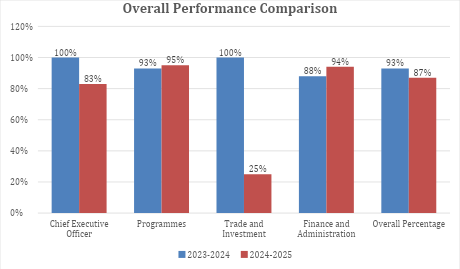 Overall Performance Comparison
120%
100%
80%
60%
40%
20%
0%
100%
83%
93%
95%
100%
25%
88%
94%
93%
87%
Chief Executive
Officer
Programmes
Trade and
Investment
Finance and
Administration
Overall Percentage
2023-2024
2024-2025